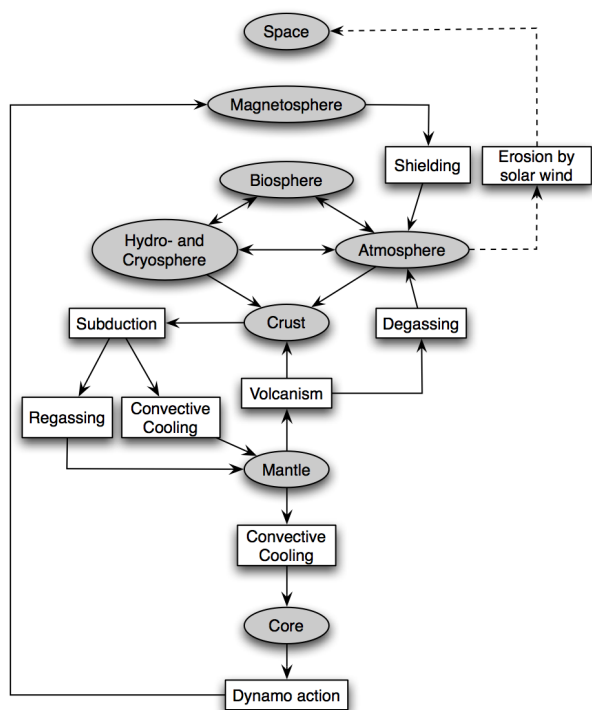 Space
Magnetosphere
Shielding
Erosion by
solar wind
Biosphere
Hydro- and
Cryosphere
Atmosphere
Subduction
Crust
Degassing
Regassing
Convective
Cooling
Volcanism
Mantle
Convective
Cooling
Core
Dynamo action